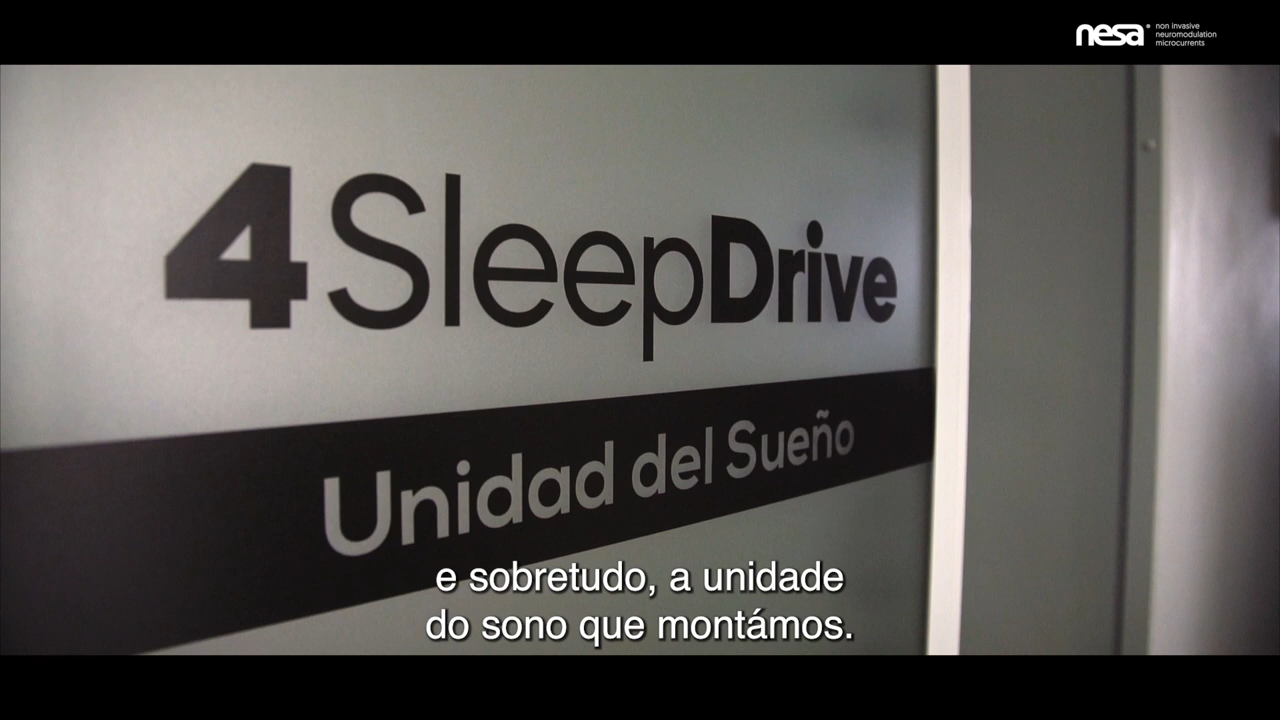 nesa®
non invasive
neuromodulation
microcurrents
4SleepDrive
Unidad del Sueño
e sobretudo, a unidade
do sono que montámos.